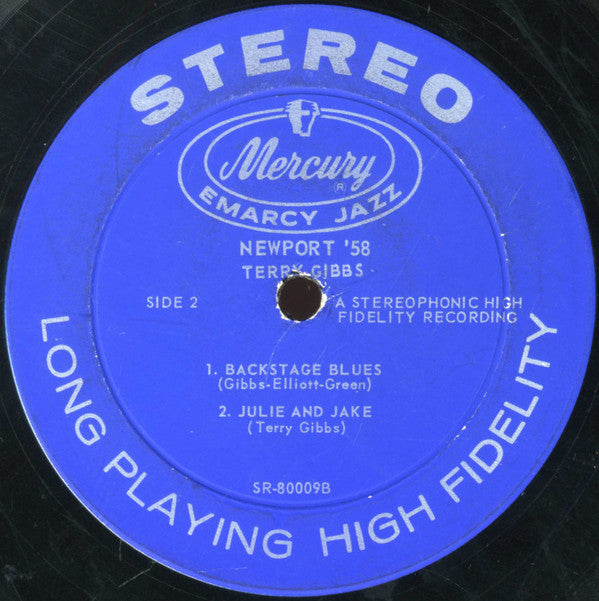 STEREO
Mercury
(R)
EMARCY JAZZ
NEWPORT '58
TERRY GIBBS
SIDE 2
A STEREOPHONIC HIGH
FIDELITY RECORDING
1. BACKSTAGE BLUES
(Gibbs-Elliott-Green)
2. JULIE AND JAKE
(Terry Gibbs)
SR-80009B
LONG PLAYING HIGH FIDELITY